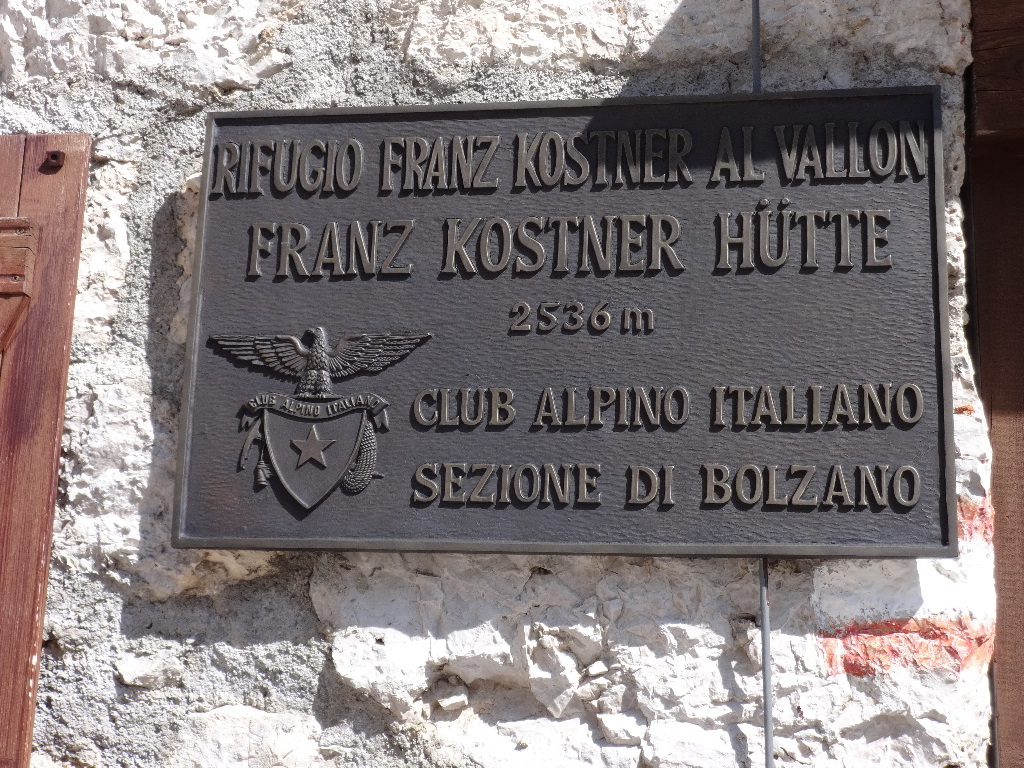 RIFUGIO FRANZ KOSTNER AL VALLON
FRANZ KOSTNER HÜTTE
2536 m
CLUB ALPINO ITALIANO
CLUB ALPINO ITALIANO
SEZIONE DI BOLZANO